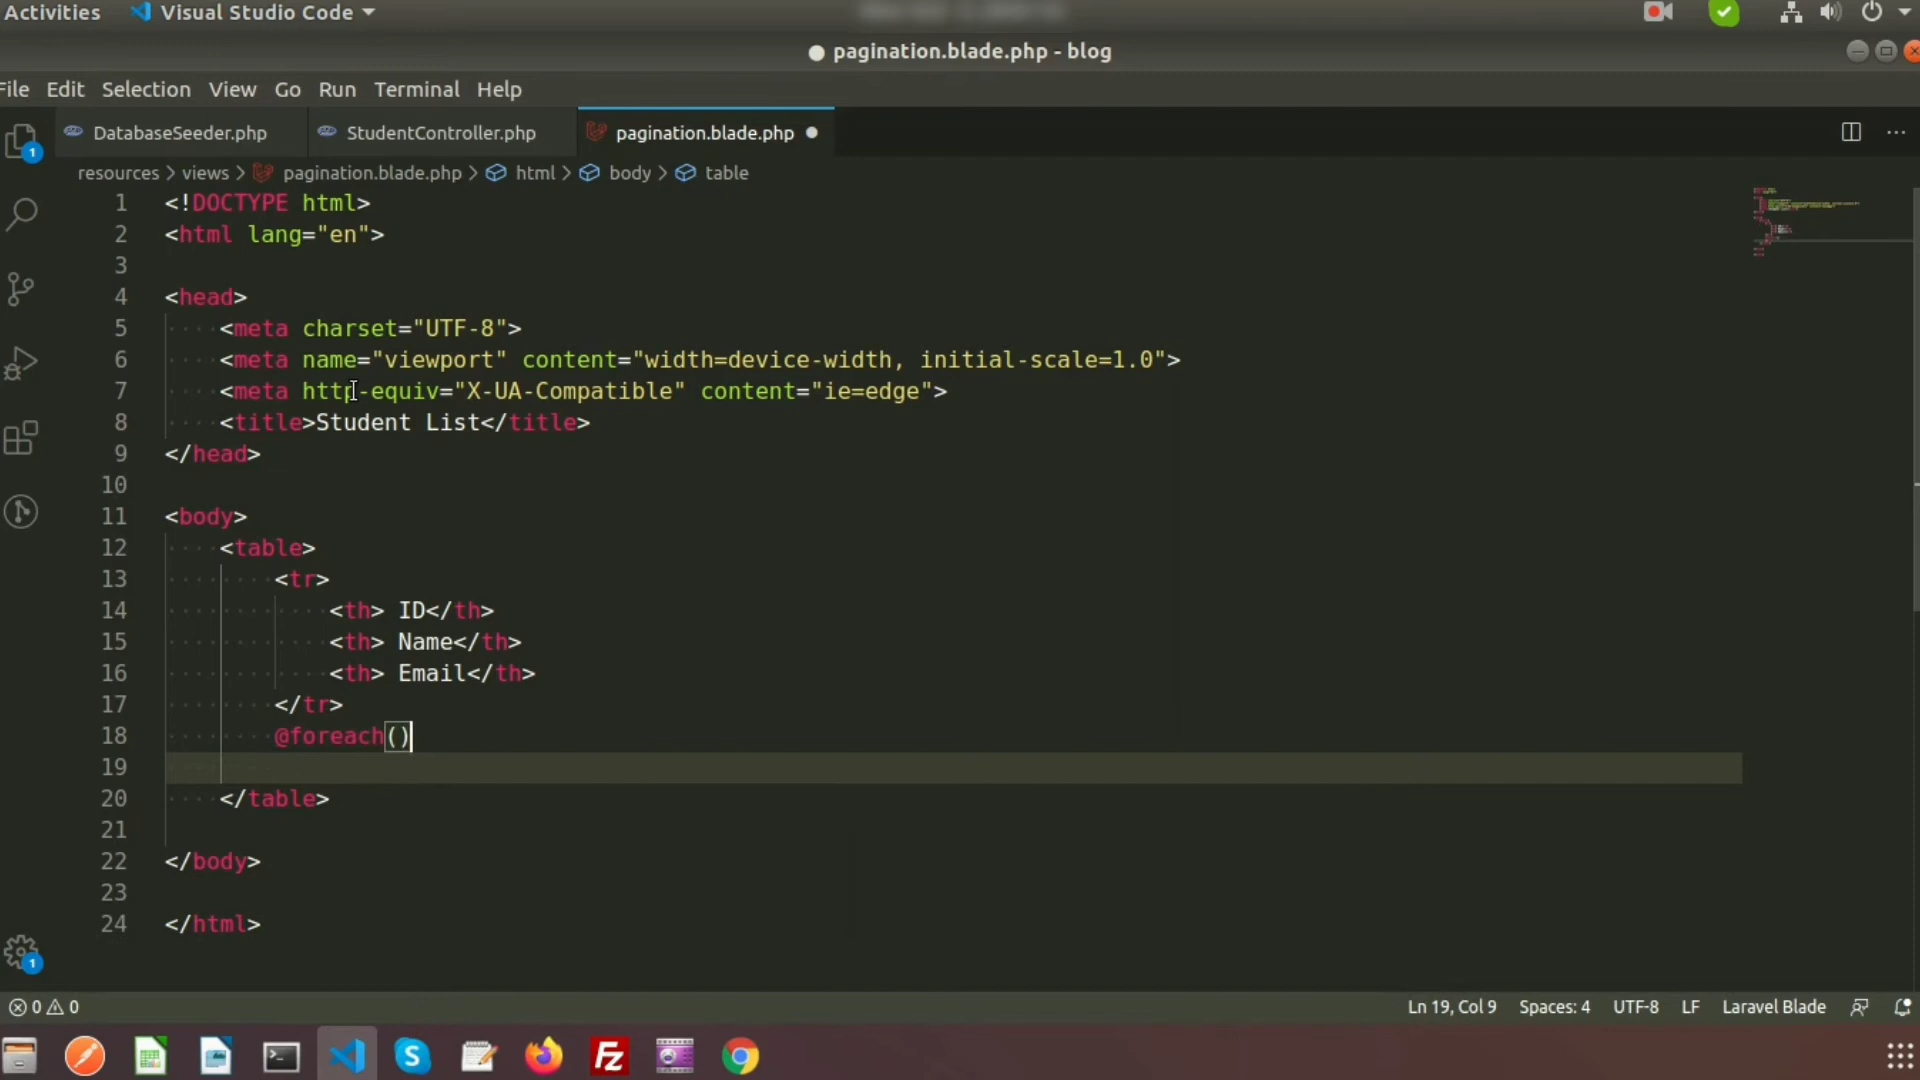 Activities Visual Studio Code
pagination.blade.php - blog
File Edit Selection View Go Run Terminal Help
1
DatabaseSeeder.php StudentController.php pagination.blade.php
resources > views > pagination.blade.php > html > body > table
1 <!DOCTYPE html>
2 <html lang="en">
3
4 <head>
5 <meta charset="UTF-8">
6 <meta name="viewport" content="width=device-width, initial-scale=1.0">
7 <meta http-equiv="X-UA-Compatible" content="ie=edge">
8 <title>Student List</title>
9 </head>
10
11 <body>
12 <table>
13 <tr>
14 <th> ID</th>
15 <th> Name</th>
16 <th> Email</th>
17 </tr>
18 @foreach()
19
20 </table>
21
22 </body>
23
24 </html>
1
0 0 Ln 19, Col 9 Spaces: 4 UTF-8 LF Laravel Blade
S Fz